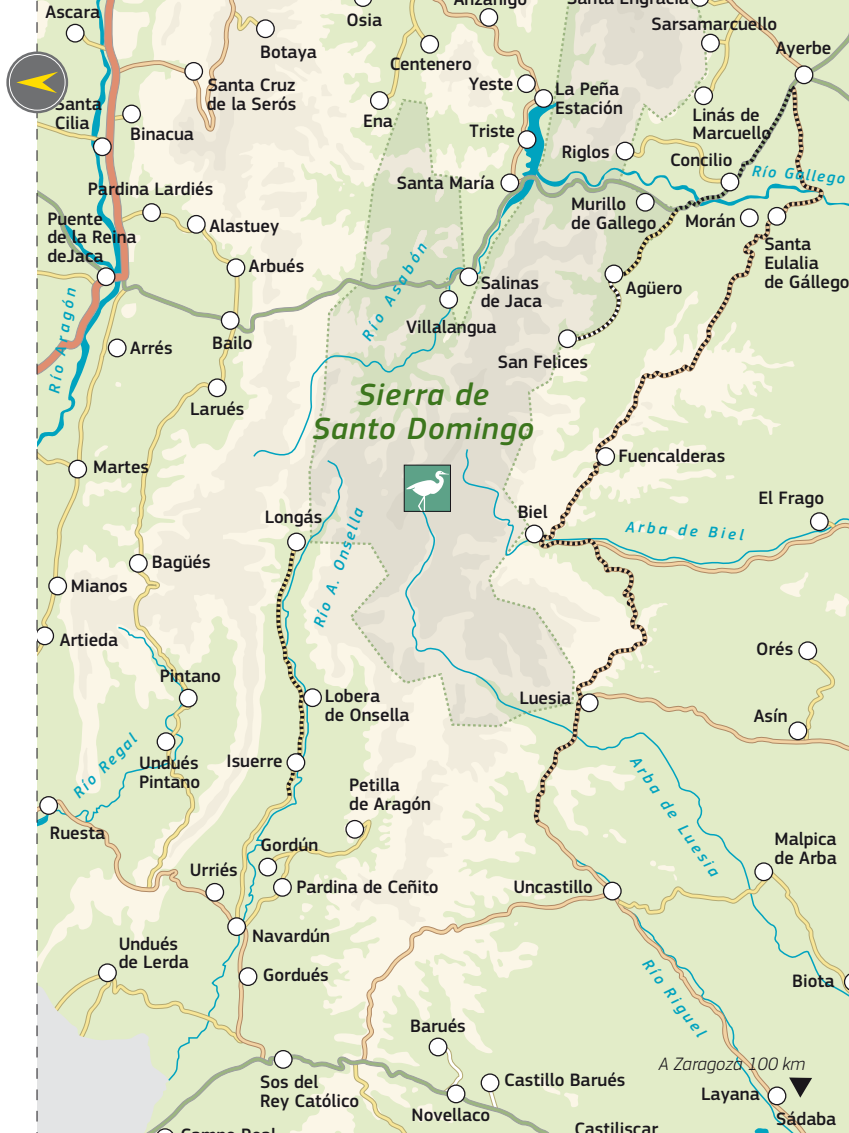 Ascara
Osia
Anzánigo
Santa Engracia
Sarsamarcuello
Botaya
Centenero
Ayerbe
Santa Cruz
de la Serós
Yeste
La Peña
Estación
Santa
Cilia
Binacua
Ena
Triste
Linás de
Marcuello
Riglos
Concilio
Río Gállego
Pardina Lardiés
Santa María
Murillo
de Gallego
Morán
Puente
de la Reina
deJaca
Alastuey
Santa
Eulalia
de Gállego
Arbués
Río Asabón
Salinas
de Jaca
Agüero
Río Aragón
Villalangua
Arrés
Bailo
San Felices
Larués
Sierra de
Santo Domingo
Martes
Fuencalderas
Longás
Biel
El Frago
Arba de Biel
Río A. Onsella
Bagüés
Mianos
Artieda
Orés
Pintano
Lobera
de Onsella
Luesia
Asín
Río Regal
Undués
Pintano
Isuerre
Arba de Luesia
Petilla
de Aragón
Ruesta
Gordún
Malpica
de Arba
Urriés
Pardina de Ceñito
Uncastillo
Navardún
Undués
de Lerda
Gordués
Río Riguel
Biota
Barués
A Zaragoza 100 km
Sos del
Rey Católico
Castillo Barués
Layana
Novellaco
Sádaba
Campo Real
Castiliscar